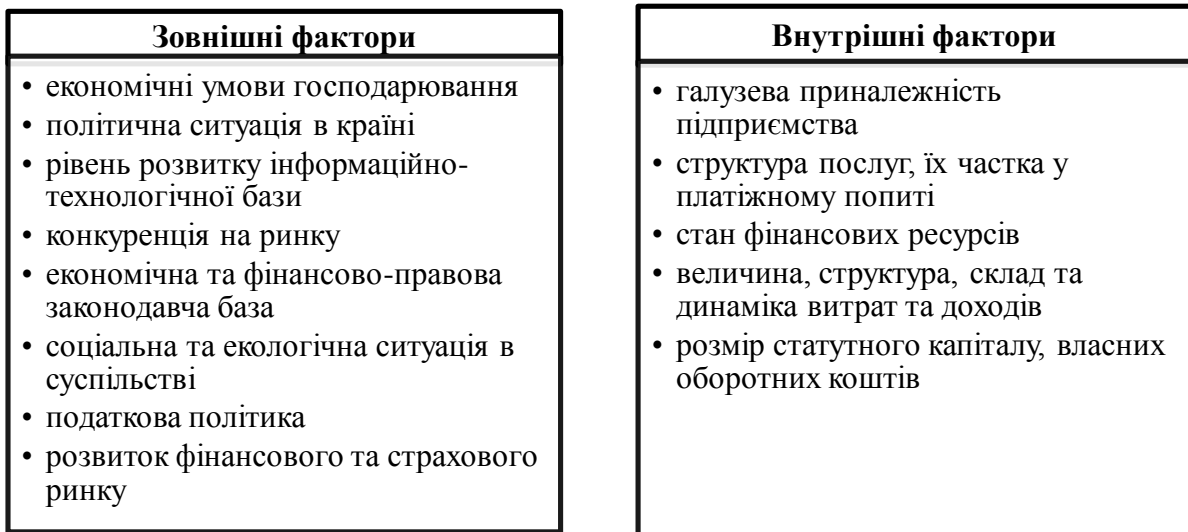 Зовнішні фактори
• економічні умови господарювання
• політична ситуація в країні
• рівень розвитку інформаційно-
технологічної бази
• конкуренція на ринку
• економічна та фінансово-правова
законодавча база
• соціальна та екологічна ситуація в
суспільстві
• податкова політика
• розвиток фінансового та страхового
ринку
Внутрішні фактори
• галузева приналежність
підприємства
• структура послуг, їх частка у
платіжному попиті
• стан фінансових ресурсів
• величина, структура, склад та
динаміка витрат та доходів
• розмір статутного капіталу, власних
оборотних коштів